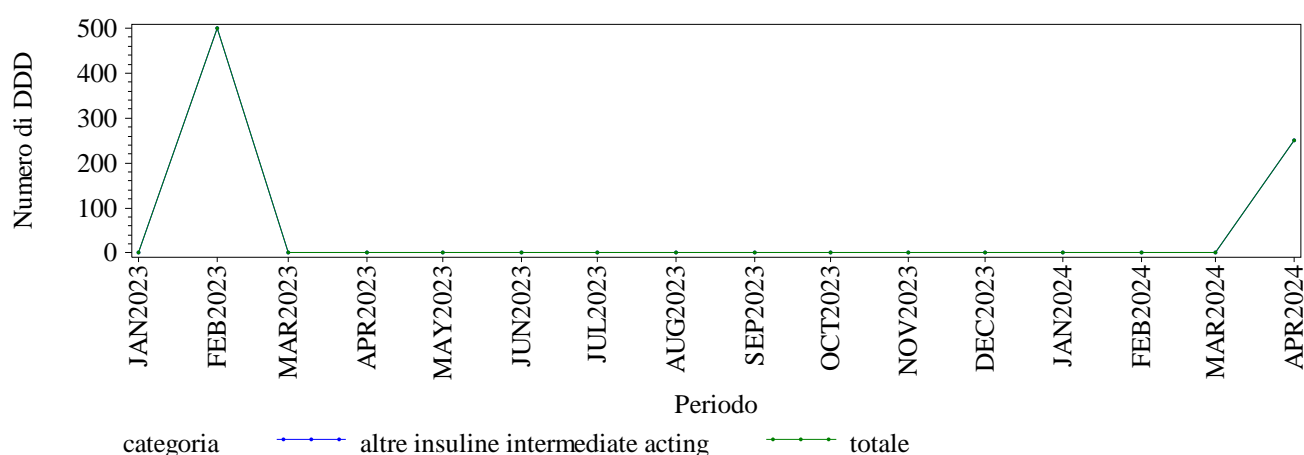 Numero di DDD
500
400
300
200
100
0
JAN2023
FEB2023
MAR2023
APR2023
MAY2023
JUN2023
JUL2023
AUG2023
SEP2023
OCT2023
NOV2023
DEC2023
JAN2024
FEB2024
MAR2024
APR2024
Periodo
categoria altre insuline intermediate acting totale